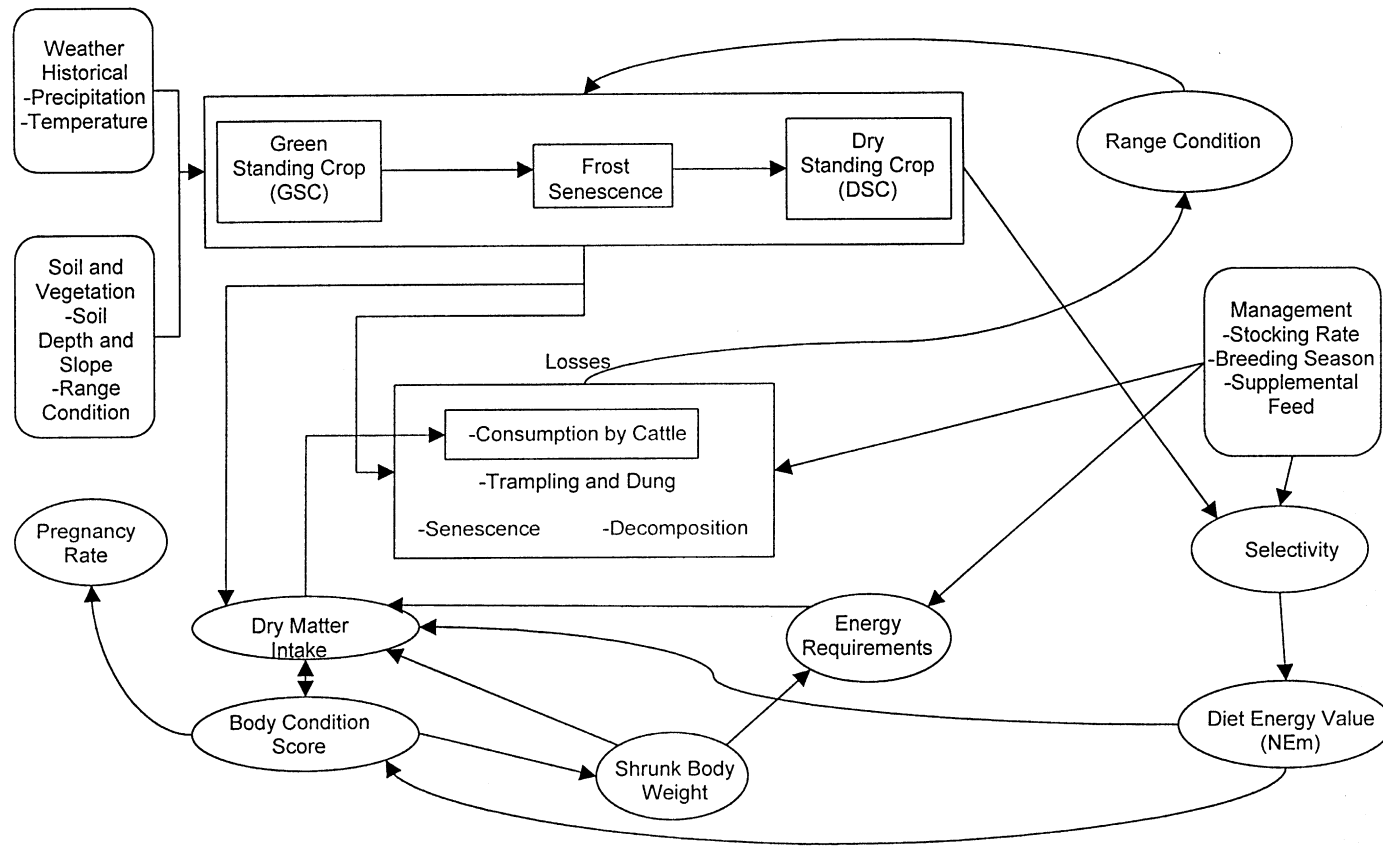 Weather
Historical
-Precipitation
-Temperature
Green
Standing Crop
(GSC)
Frost
Senescence
Dry
Standing Crop
(DSC)
Range Condition
Soil and
Vegetation
-Soil
Depth and
Slope
-Range
Condition
Management
-Stocking Rate
-Breeding Season
-Supplemental
Feed
Losses
-Consumption by Cattle
-Trampling and Dung
-Senescence
-Decomposition
Pregnancy
Rate
Selectivity
Dry Matter
Intake
Energy
Requirements
Body Condition
Score
Shrunk Body
Weight
Diet Energy Value
(NEm)